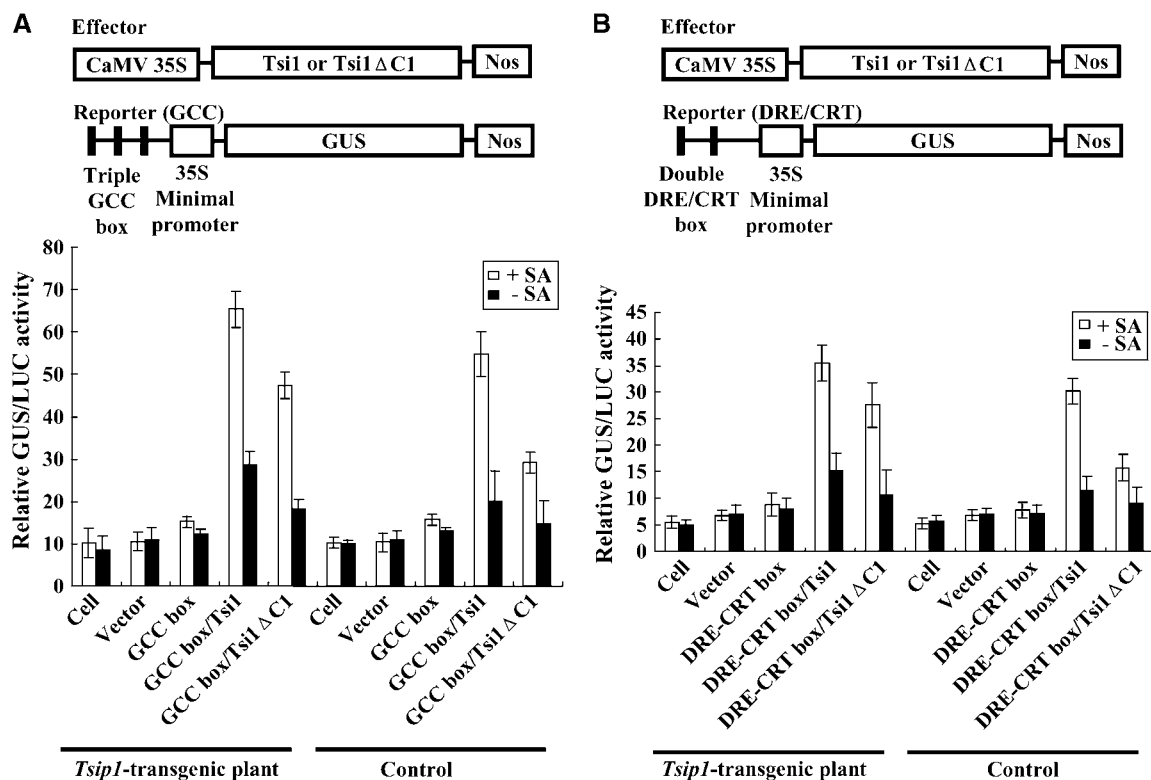 A
Effector
CaMV 35S
Tsi1 or Tsi1 Δ C1
Nos
Reporter (GCC)
GUS
Nos
Triple
GCC
box
35S
Minimal
promoter
Relative GUS/LUC activity
80
70
60
50
40
30
20
10
0
+ SA
- SA
Cell
Vector
GCC box
GCC box/Tsi1
GCC box/Tsi1 Δ C1
Cell
Vector
GCC box
GCC box/Tsi1
GCC box/Tsi1 Δ C1
Tsip1-transgenic plant
Control
B
Effector
CaMV 35S
Tsi1 or Tsi1 Δ C1
Nos
Reporter (DRE/CRT)
GUS
Nos
Double
DRE/CRT
box
35S
Minimal
promoter
Relative GUS/LUC activity
45
40
35
30
25
20
15
10
5
0
+ SA
- SA
Cell
Vector
DRE-CRT box
DRE-CRT box/Tsi1
DRE-CRT box/Tsi1 Δ C1
Cell
Vector
DRE-CRT box
DRE-CRT box/Tsi1
DRE-CRT box/Tsi1 Δ C1
Tsip1-transgenic plant
Control